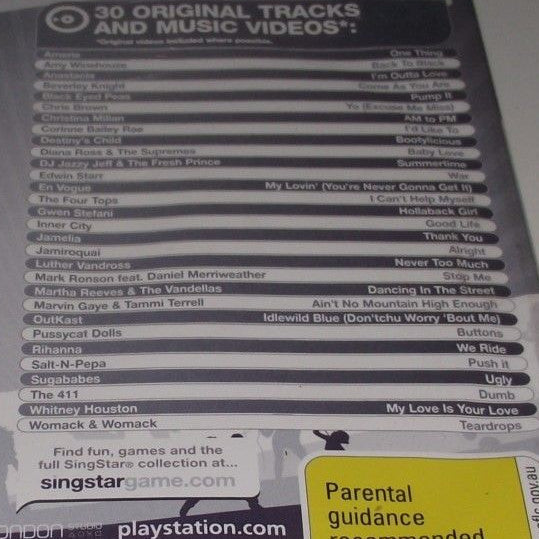 30 ORIGINAL TRACKS
AND MUSIC VIDEOS*:
*Original videos included where possible.
Amerie One Thing
Amy Winehouse Back To Black
Anastacia I'm Outta Love
Beverley Knight Come As You Are
Black Eyed Peas Pump It
Chris Brown Yo (Excuse Me Miss)
Christina Milian AM to PM
Corinne Bailey Rae I'd Like To
Destiny's Child Bootylicious
Diana Ross & The Supremes Baby Love
DJ Jazzy Jeff & The Fresh Prince Summertime
Edwin Starr War
En Vogue My Lovin' (You're Never Gonna Get It)
The Four Tops I Can't Help Myself
Gwen Stefani Hollaback Girl
Inner City Good Life
Jamelia Thank You
Jamiroquai Alright
Luther Vandross Never Too Much
Mark Ronson feat. Daniel Merriweather Stop Me
Martha Reeves & The Vandellas Dancing In The Street
Marvin Gaye & Tammi Terrell Ain't No Mountain High Enough
OutKast Idlewild Blue (Don'tchu Worry 'Bout Me)
Pussycat Dolls Buttons
Rihanna We Ride
Salt-N-Pepa Push it
Sugababes Ugly
The 411 Dumb
Whitney Houston My Love Is Your Love
Womack & Womack Teardrops
Find fun, games and the
full SingStar® collection at...
singstargame.com
ONDON STUDIO
playstation.com
Parental
guidance
recommended
flc.gov.au